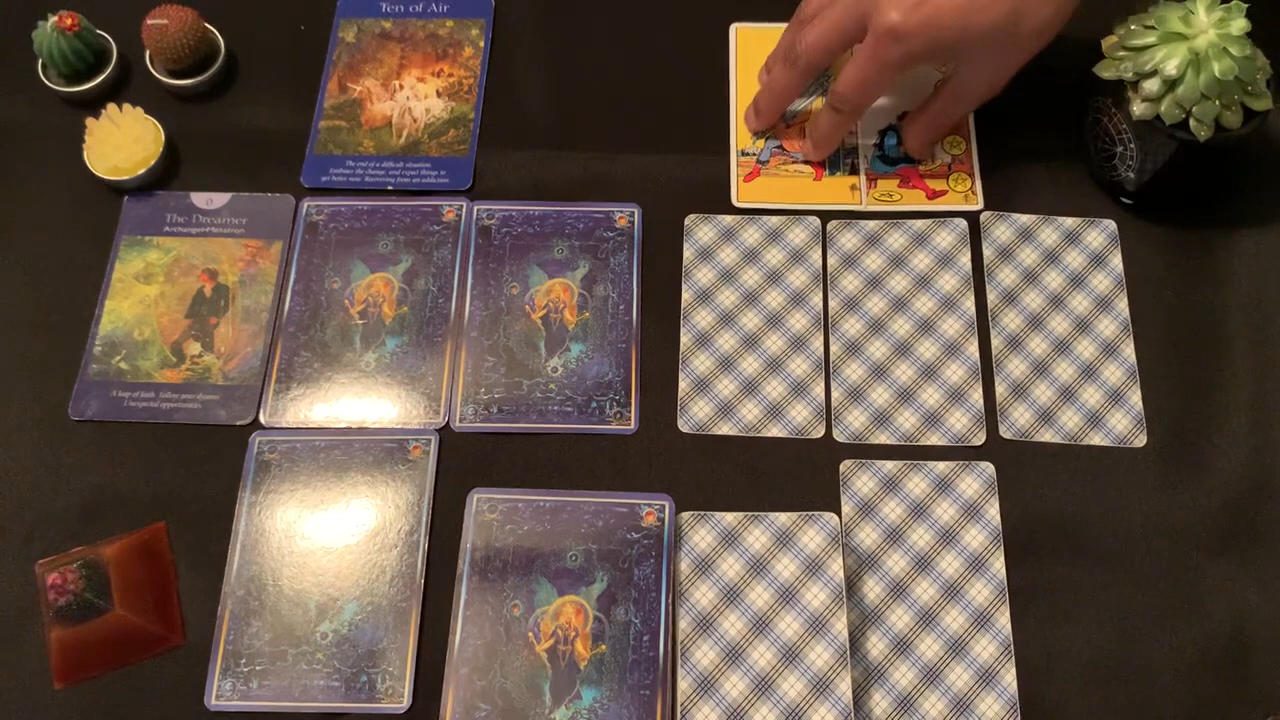 Ten of Air
The end of a difficult situation.
Embrace the change, and expect things to
get better now. Recovering from an addiction.
0
The Dreamer
Archangel Metatron
A leap of faith. Follow your dreams.
Unexpected opportunities.